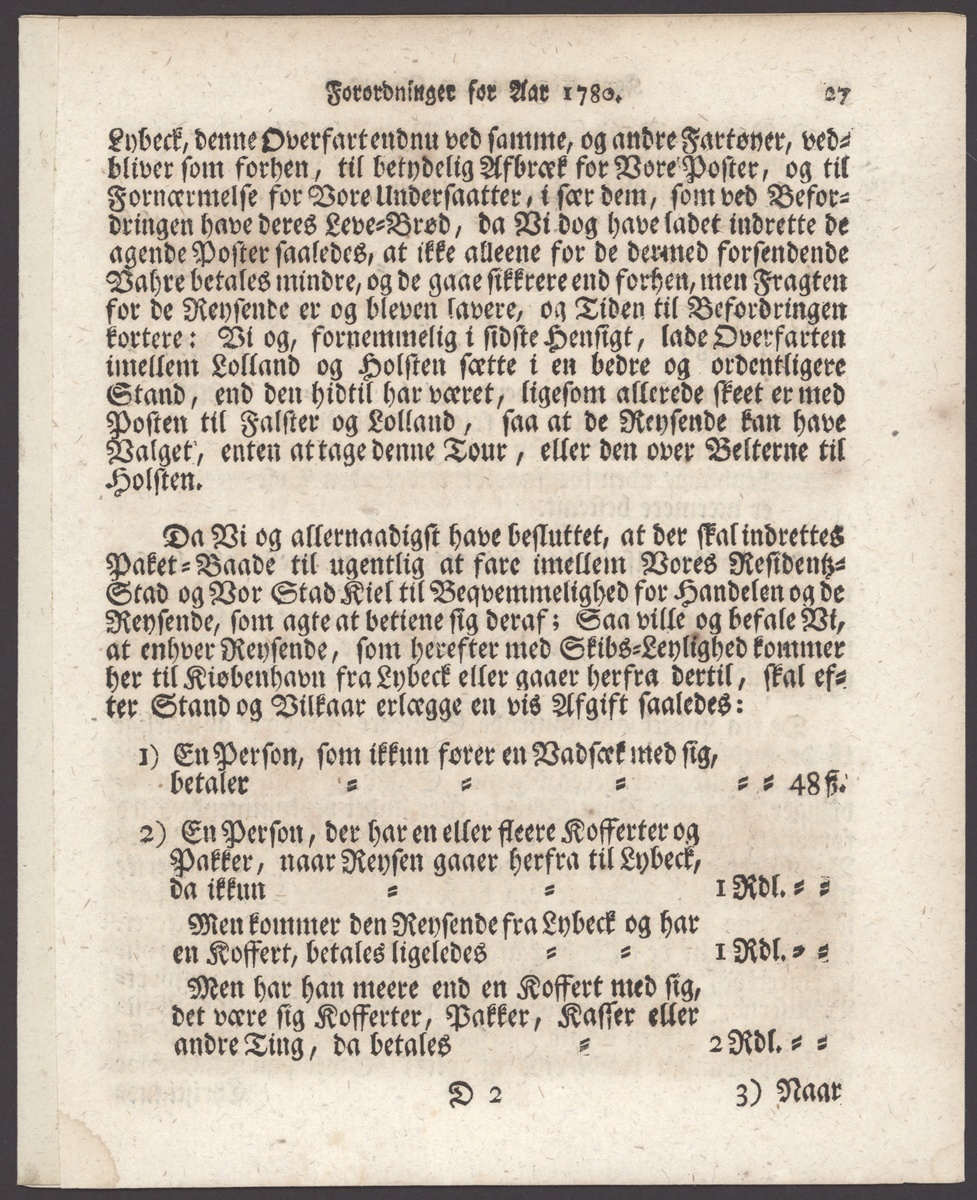 Forordninger for Aar 1780. 27
Lybeck, denne Overfart endnu ved samme, og andre Fartøyer, ved=
bliver som forhen, til betydelig Afbræk for Vore Poster, og til
Fornærmelse for Vore Undersaatter, i sær dem, som ved Befor=
dringen have deres Leve=Brød, da Vi dog have ladet indrette de
agende Poster saaledes, at ikke alleene for de dermed forsendende
Vahre betales mindre, og de gaae sikkrere end forhen, men Fragten
for de Reysende er og bleven lavere, og Tiden til Befordringen
kortere: Vi og, fornemmelig i sidste Hensigt, lade Overfarten
imellem Lolland og Holsten sætte i en bedre og ordentligere
Stand, end den hidtil har været, ligesom allerede skeet er med
Posten til Falster og Lolland, saa at de Reysende kan have
Valget, enten at tage denne Tour, eller den over Belterne til
Holsten.
Da Vi og allernaadigst have besluttet, at der skal indrettes
Paket=Baade til ugentlig at fare imellem Vores Residentz=
Stad og Vor Stad Kiel til Beqvemmelighed for Handelen og de
Reysende, som agte at betiene sig deraf; Saa ville og befale Vi,
at enhver Reysende, som herefter med Skibs=Leylighed kommer
her til Kiøbenhavn fra Lybeck eller gaaer herfra dertil, skal ef=
ter Stand og Vilkaar erlægge en vis Afgift saaledes:
1) En Person, som ikkun fører en Vadsæk med sig,
betaler = = = = = 48 ß.
2) En Person, der har en eller fleere Kofferter og
Pakker, naar Reysen gaaer herfra til Lybeck,
da ikkun = = 1 Rdl. = =
Men kommer den Reysende fra Lybeck og har
en Koffert, betales ligeledes = = 1 Rdl. = =
Men har han meere end en Koffert med sig,
det være sig Kofferter, Pakker, Kasser eller
andre Ting, da betales = 2 Rdl. = =
D 2 3) Naar